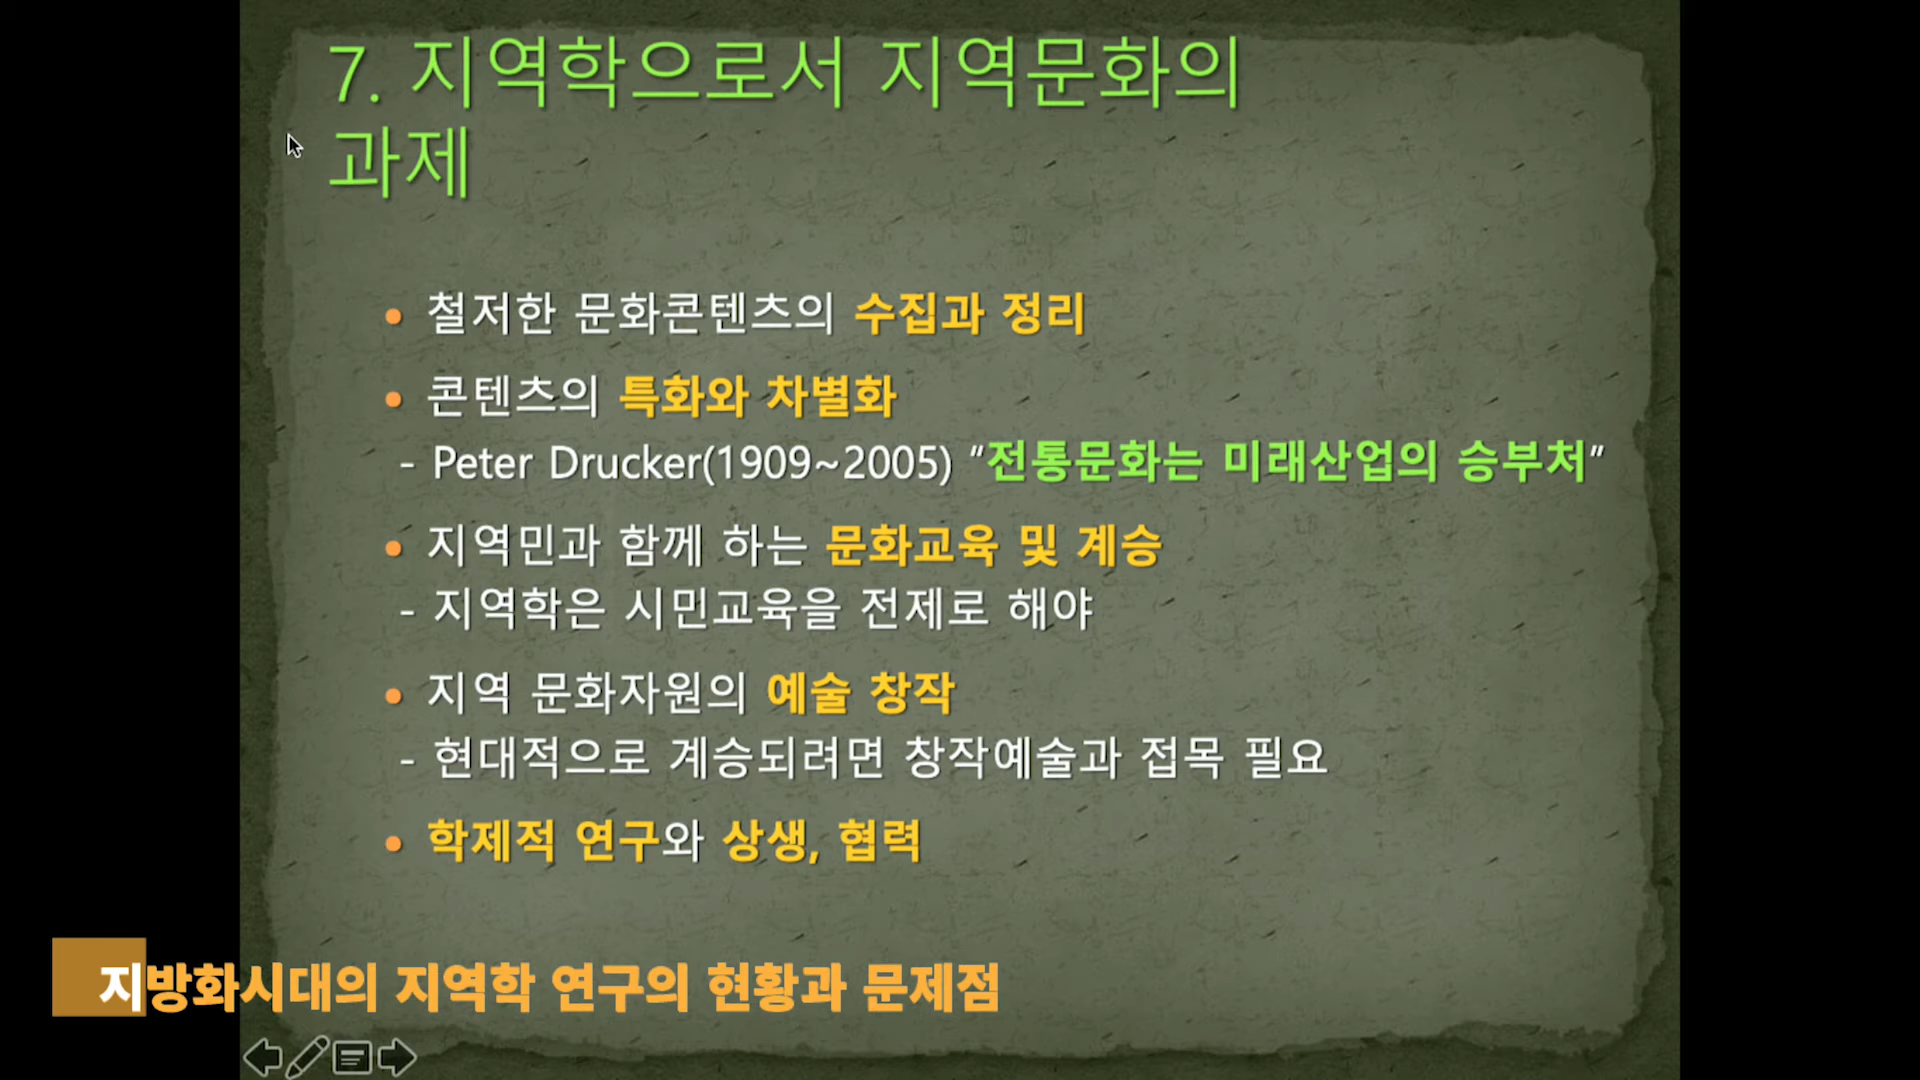 7. 지역학으로서 지역문화의
과제
• 철저한 문화콘텐츠의 수집과 정리
• 콘텐츠의 특화와 차별화
- Peter Drucker(1909~2005) "전통문화는 미래산업의 승부처"
• 지역민과 함께 하는 문화교육 및 계승
- 지역학은 시민교육을 전제로 해야
• 지역 문화자원의 예술 창작
- 현대적으로 계승되려면 창작예술과 접목 필요
• 학제적 연구와 상생, 협력
지방화시대의 지역학 연구의 현황과 문제점